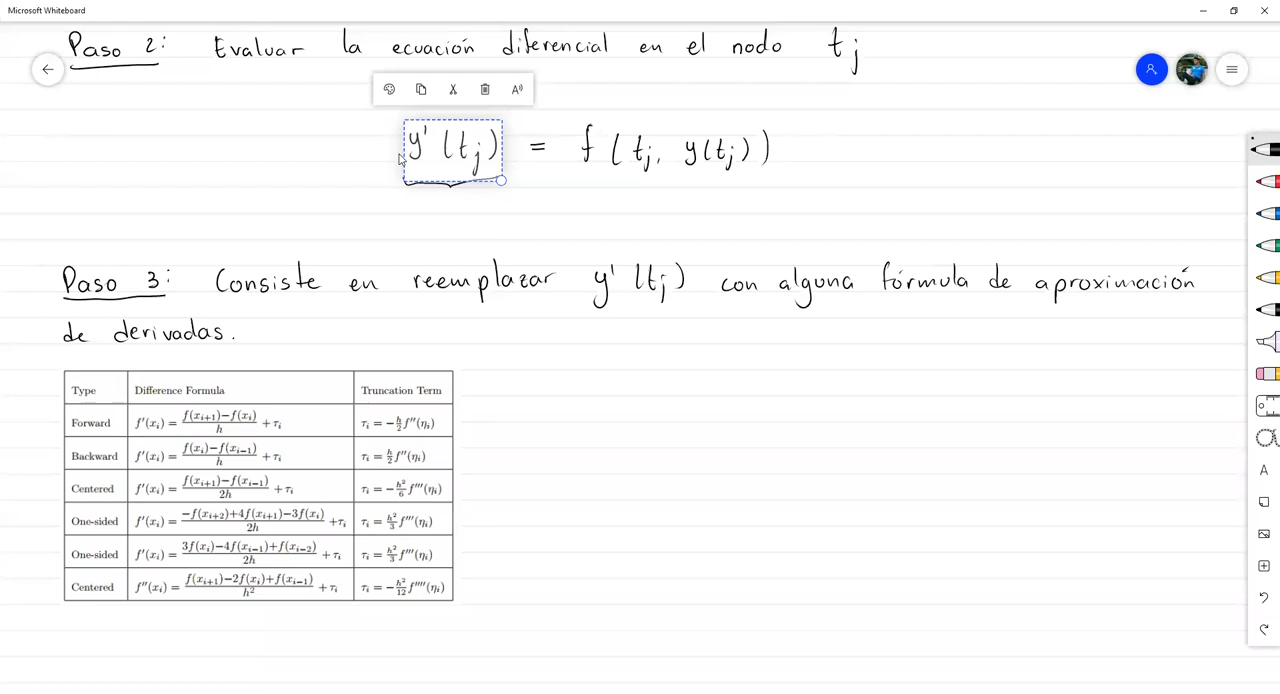 Microsoft Whiteboard
Paso 2: Evaluar la ecuación diferencial en el nodo tj
y'(tj) = f(tj, y(tj))
Paso 3: Consiste en reemplazar y'(tj) con alguna fórmula de aproximación
de derivadas.
Type Difference Formula Truncation Term
Forward f′(xᵢ) = (f(xᵢ₊₁)−f(xᵢ))/h + τᵢ τᵢ = −h/2 f″(ηᵢ)
Backward f′(xᵢ) = (f(xᵢ)−f(xᵢ₋₁))/h + τᵢ τᵢ = h/2 f″(ηᵢ)
Centered f′(xᵢ) = (f(xᵢ₊₁)−f(xᵢ₋₁))/2h + τᵢ τᵢ = −h²/6 f‴(ηᵢ)
One-sided f′(xᵢ) = (−f(xᵢ₊₂)+4f(xᵢ₊₁)−3f(xᵢ))/2h + τᵢ τᵢ = h²/3 f‴(ηᵢ)
One-sided f′(xᵢ) = (3f(xᵢ)−4f(xᵢ₋₁)+f(xᵢ₋₂))/2h + τᵢ τᵢ = h²/3 f‴(ηᵢ)
Centered f″(xᵢ) = (f(xᵢ₊₁)−2f(xᵢ)+f(xᵢ₋₁))/h² + τᵢ τᵢ = −h²/12 f⁗(ηᵢ)